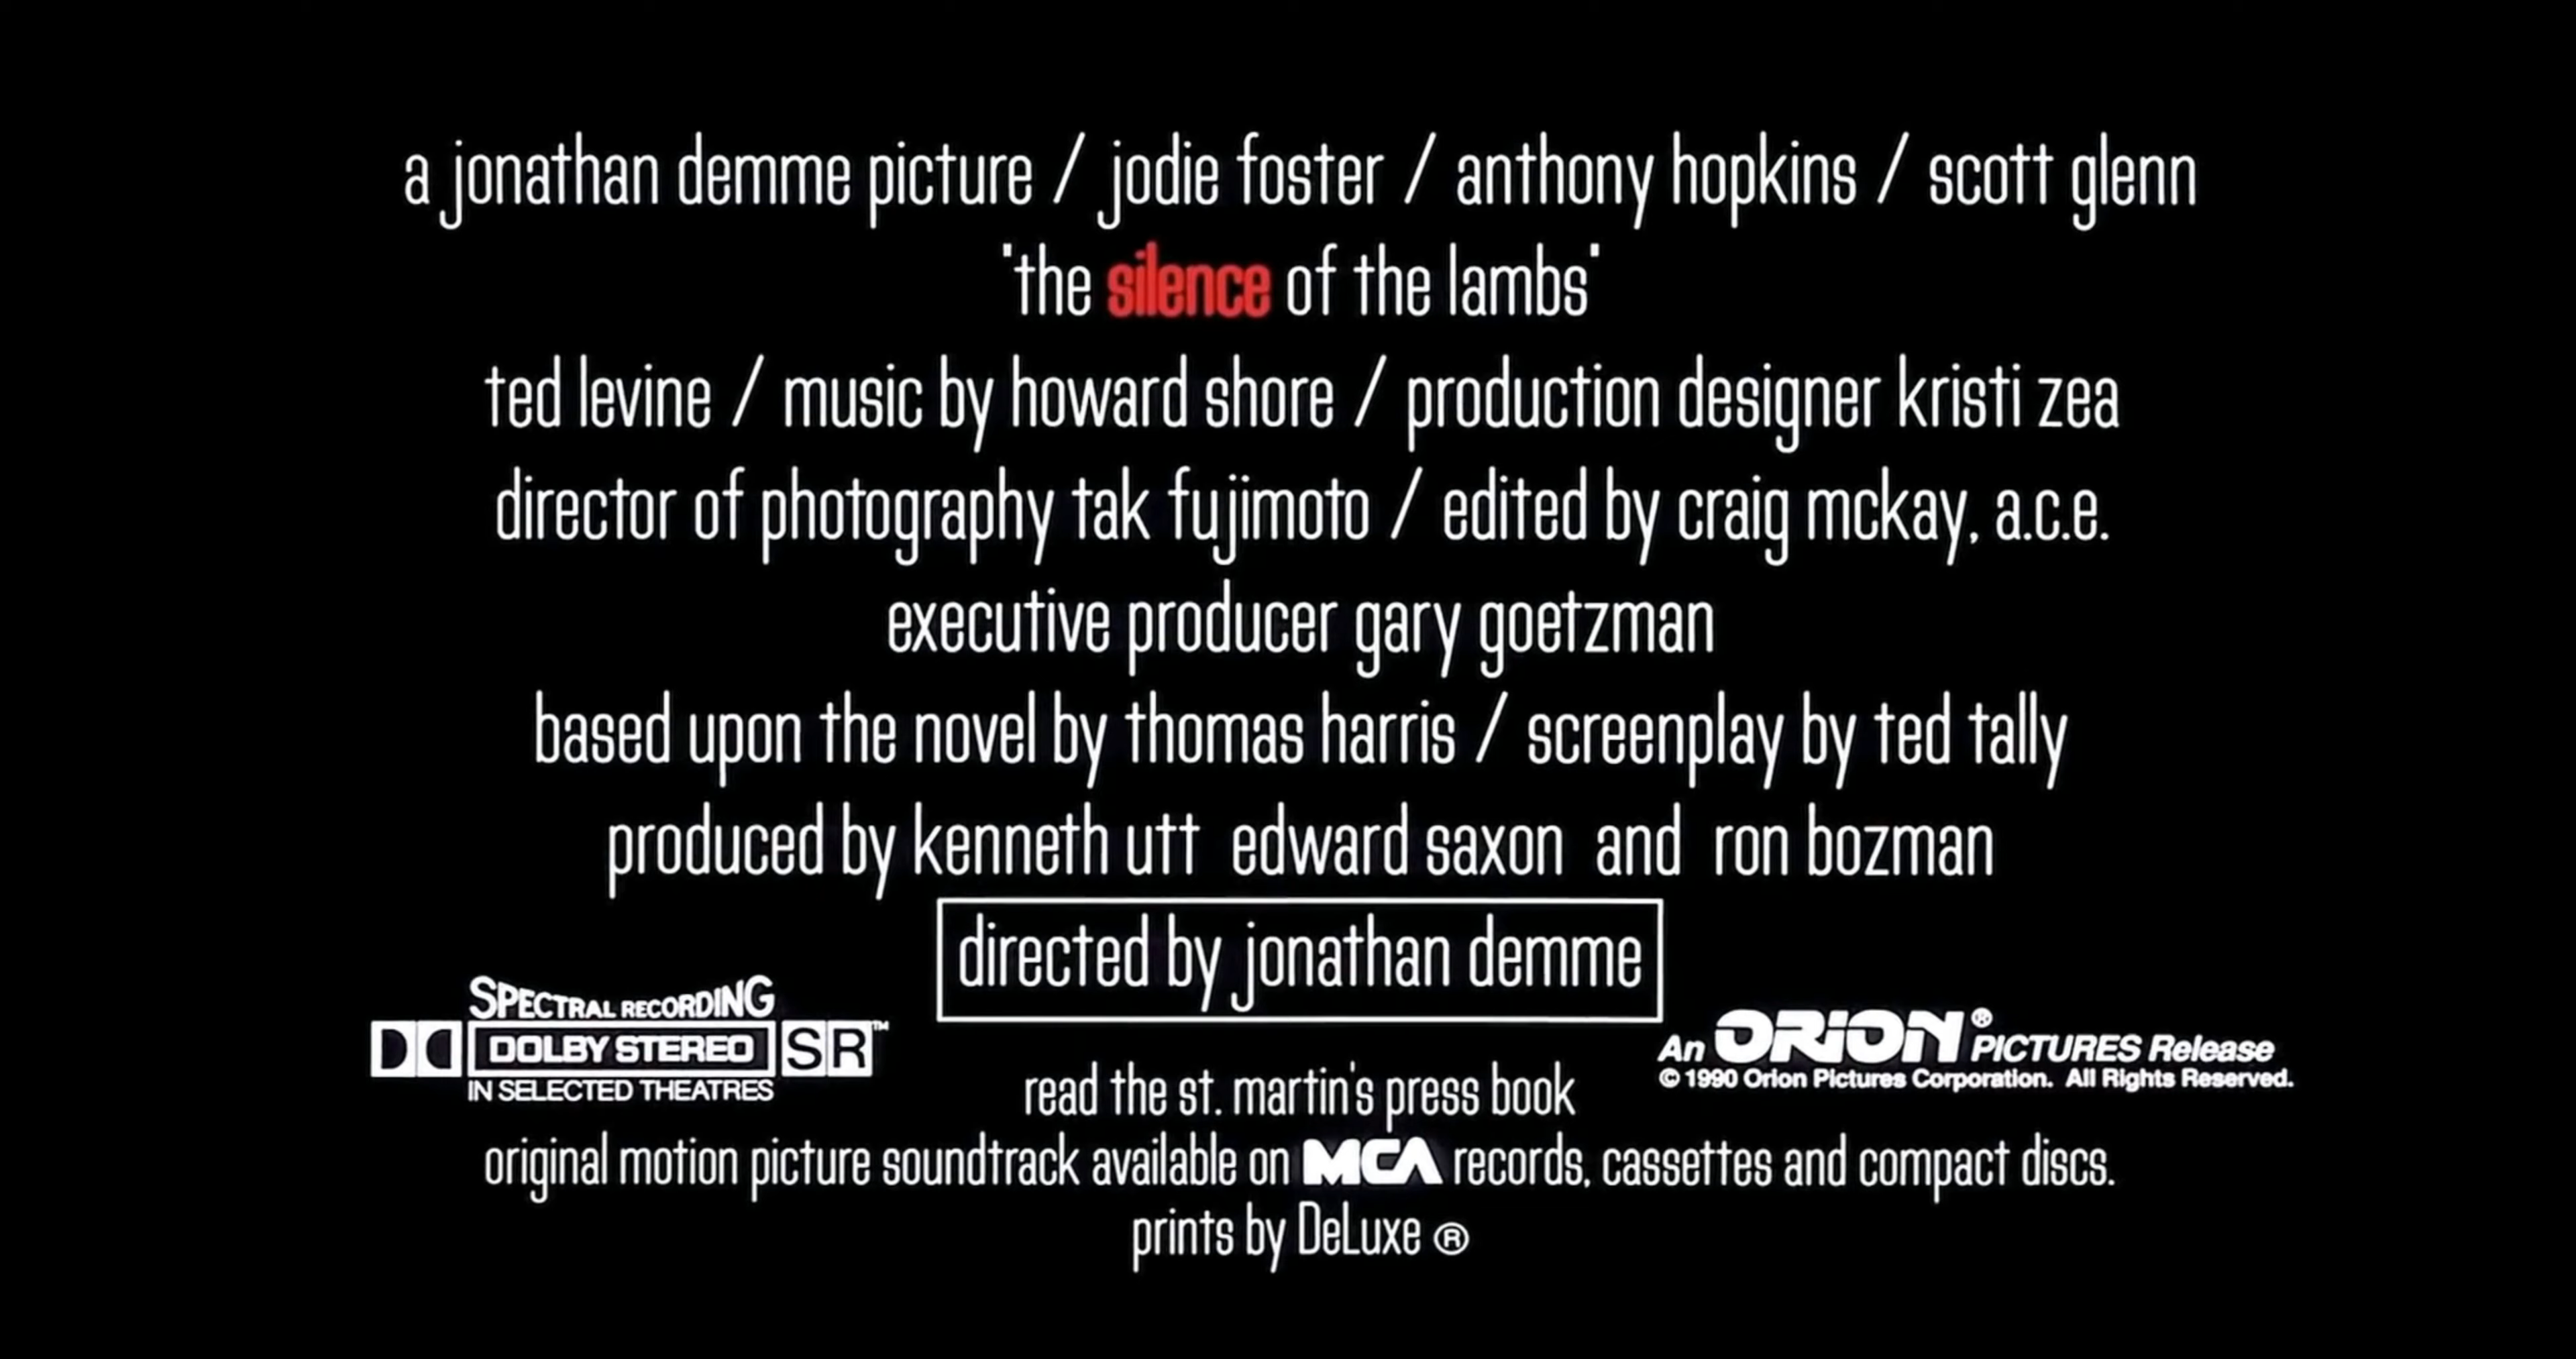 a jonathan demme picture / jodie foster / anthony hopkins / scott glenn
'the silence of the lambs'
ted levine / music by howard shore / production designer kristi zea
director of photography tak fujimoto / edited by craig mckay, a.c.e.
executive producer gary goetzman
based upon the novel by thomas harris / screenplay by ted tally
produced by kenneth utt edward saxon and ron bozman
directed by jonathan demme
SPECTRAL RECORDING
DOLBY STEREO SR™
IN SELECTED THEATRES
An ORION® PICTURES Release
© 1990 Orion Pictures Corporation. All Rights Reserved.
read the st. martin's press book
original motion picture soundtrack available on MCA records, cassettes and compact discs.
prints by DeLuxe ®